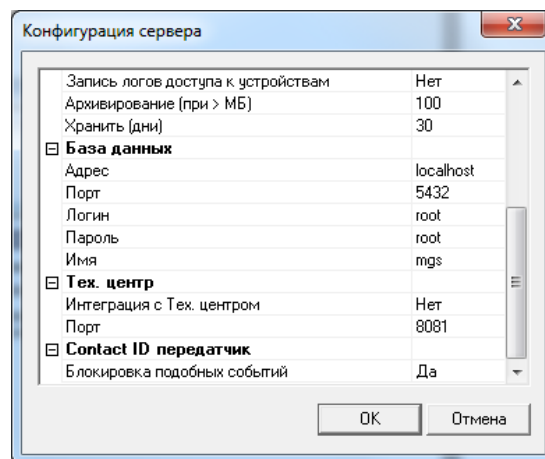 Конфигурация сервера
Запись логов доступа к устройствам Нет
Архивирование (при > МБ) 100
Хранить (дни) 30
База данных
Адрес localhost
Порт 5432
Логин root
Пароль root
Имя mgs
Тех. центр
Интеграция с Тех. центром Нет
Порт 8081
Contact ID передатчик
Блокировка подобных событий Да
OK Отмена